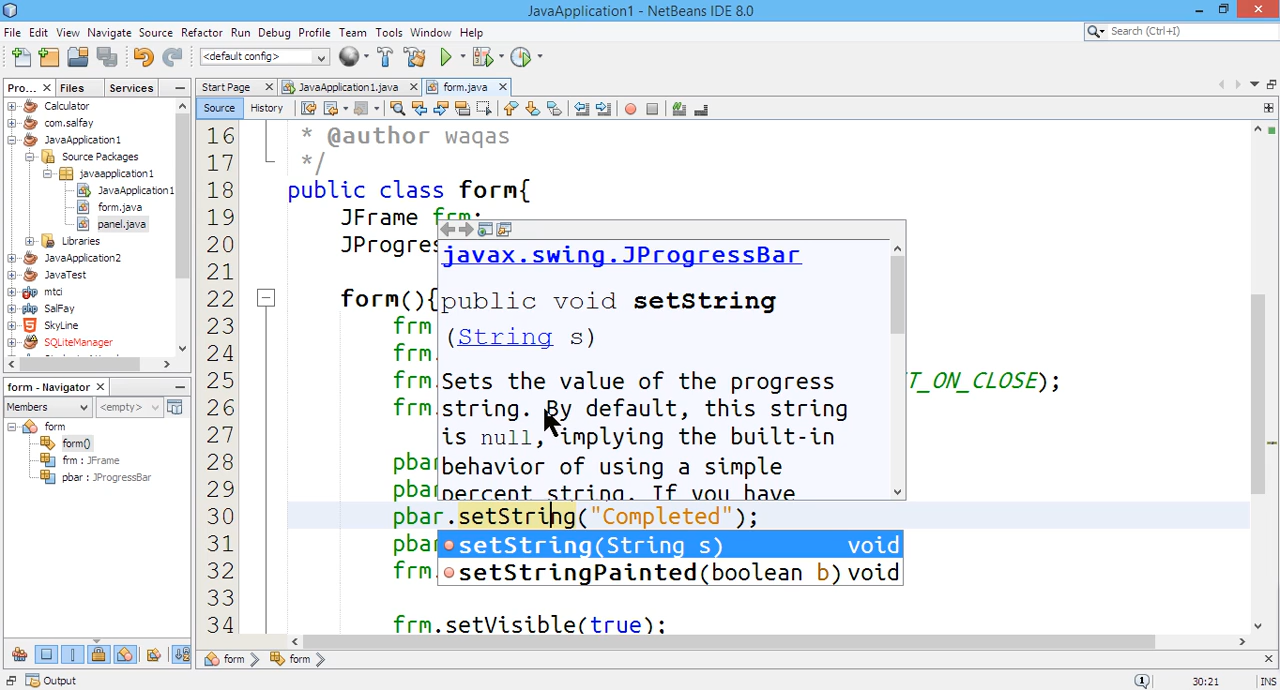 JavaApplication1 - NetBeans IDE 8.0
File Edit View Navigate Source Refactor Run Debug Profile Team Tools Window Help
Search (Ctrl+I)
<default config>
Pro... Files Services
Start Page JavaApplication1.java form.java
Source History
Calculator
com.salfay
JavaApplication1
Source Packages
javaapplication1
JavaApplication1
form.java
panel.java
Libraries
JavaApplication2
JavaTest
mtci
SalFay
SkyLine
SQLiteManager
form - Navigator
Members <empty>
form
form()
frm : JFrame
pbar : JProgressBar
16 * @author waqas
17 */
18 public class form{
19 JFrame frm;
20 JProgres
21
22 form(){
23 frm
24 frm.
25 frm. T_ON_CLOSE);
26 frm.
27
28 pbar
29 pbar
30 pbar.setString("Completed");
31 pbar
32 frm.
33
34 frm.setVisible(true);
javax.swing.JProgressBar
public void setString
(String s)
Sets the value of the progress
string. By default, this string
is null, implying the built-in
behavior of using a simple
percent string. If you have
setString(String s) void
setStringPainted(boolean b) void
form form
Output
1 30:21 INS